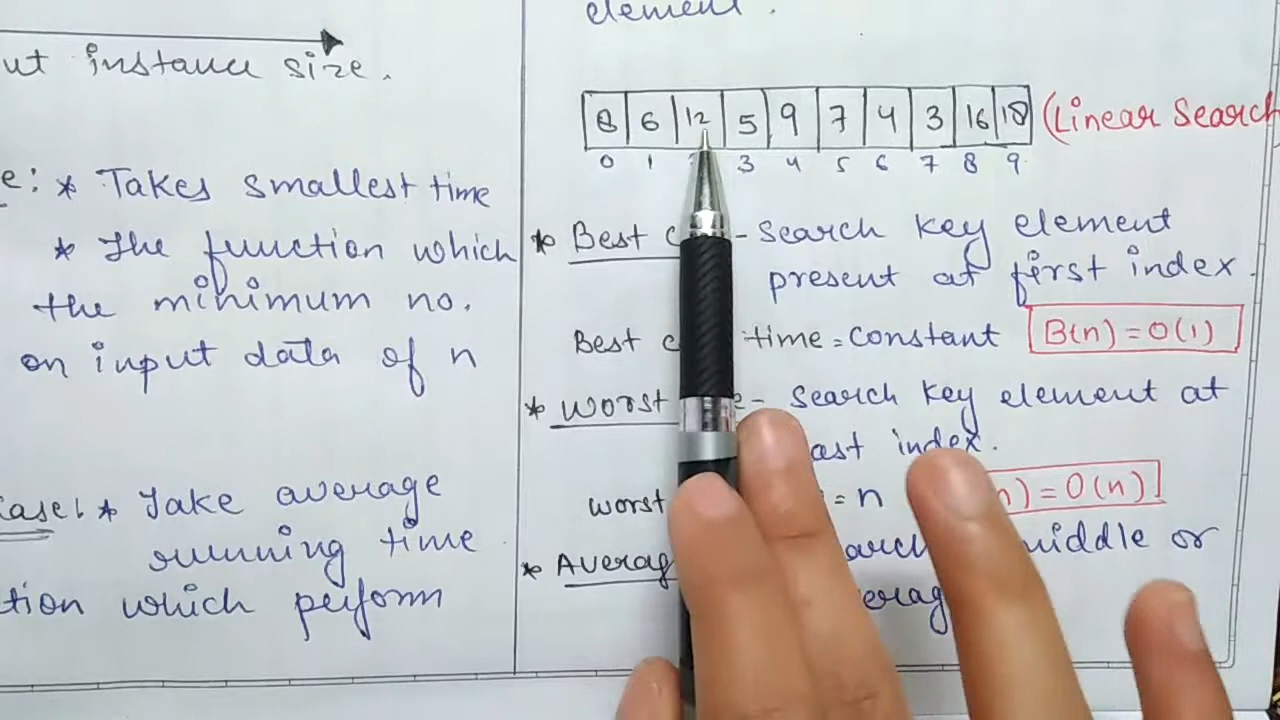 ut instance size.
e: * Takes smallest time
* The function which
the minimum no.
on input data of n
Case: * Take average
running time
tion which perform
element.
8 6 12 5 9 7 4 3 16 18 (Linear Search
0 1 3 4 5 6 7 8 9
* Best - Search key element
present at first index.
Best time = constant B(n) = O(1)
* Worst - Search key element at
ast index.
worst = n n) = O(n)
* Averag middle or